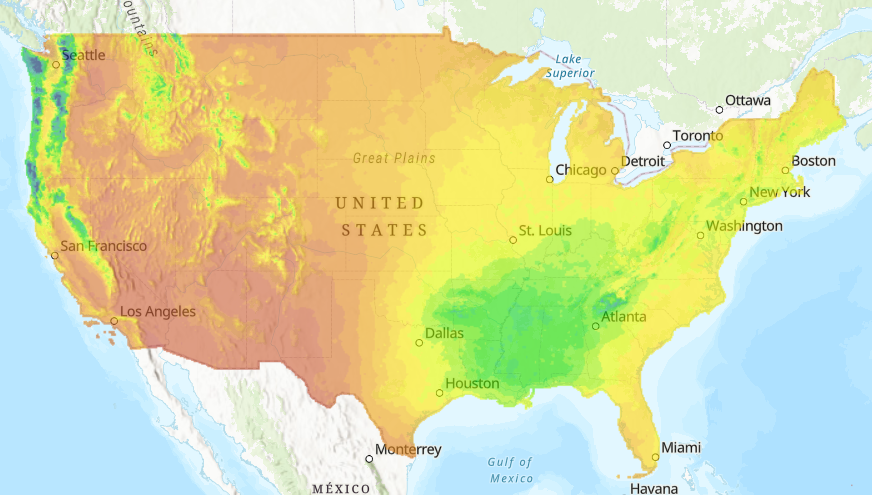 ountains
Seattle
Lake
Superior
Ottawa
Toronto
Great Plains
Chicago
Detroit
Boston
UNITED
STATES
New York
St. Louis
Washington
San Francisco
Los Angeles
Atlanta
Dallas
Houston
Monterrey
Miami
Gulf of
Mexico
MÉXICO
Havana